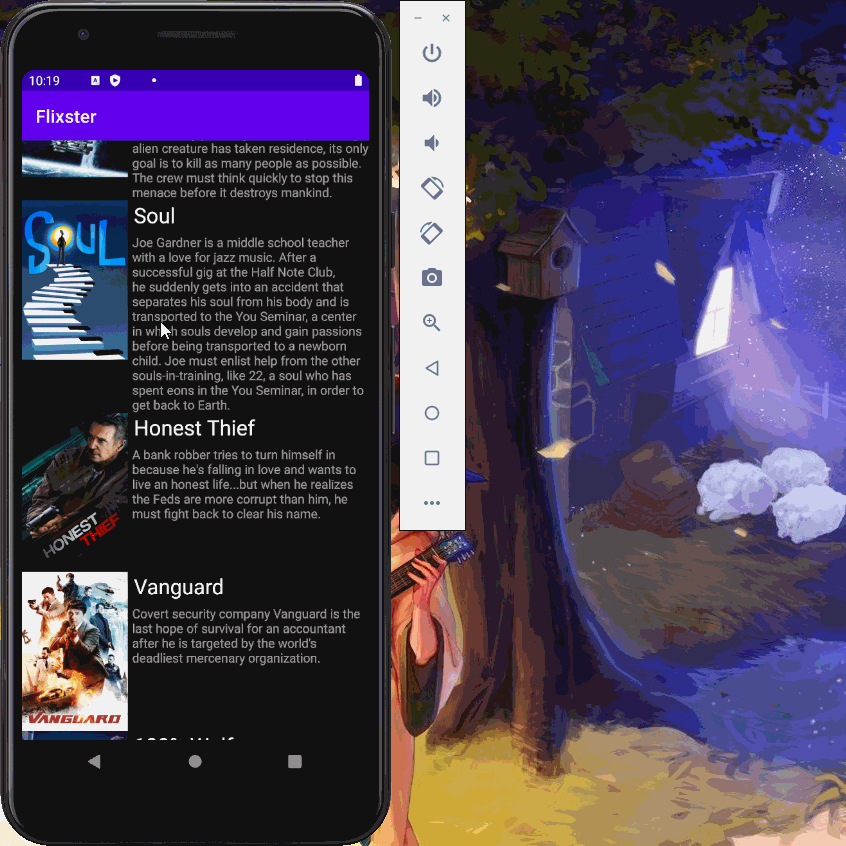 10:19
A
Flixster
alien creature has taken residence, its only
goal is to kill as many people as possible.
The crew must think quickly to stop this
menace before it destroys mankind.
SOUL
Soul
Joe Gardner is a middle school teacher
with a love for jazz music. After a
successful gig at the Half Note Club,
he suddenly gets into an accident that
separates his soul from his body and is
transported to the You Seminar, a center
in which souls develop and gain passions
before being transported to a newborn
child. Joe must enlist help from the other
souls-in-training, like 22, a soul who has
spent eons in the You Seminar, in order to
get back to Earth.
HONEST THIEF
Honest Thief
A bank robber tries to turn himself in
because he's falling in love and wants to
live an honest life...but when he realizes
the Feds are more corrupt than him, he
must fight back to clear his name.
VANGUARD
Vanguard
Covert security company Vanguard is the
last hope of survival for an accountant
after he is targeted by the world's
deadliest mercenary organization.